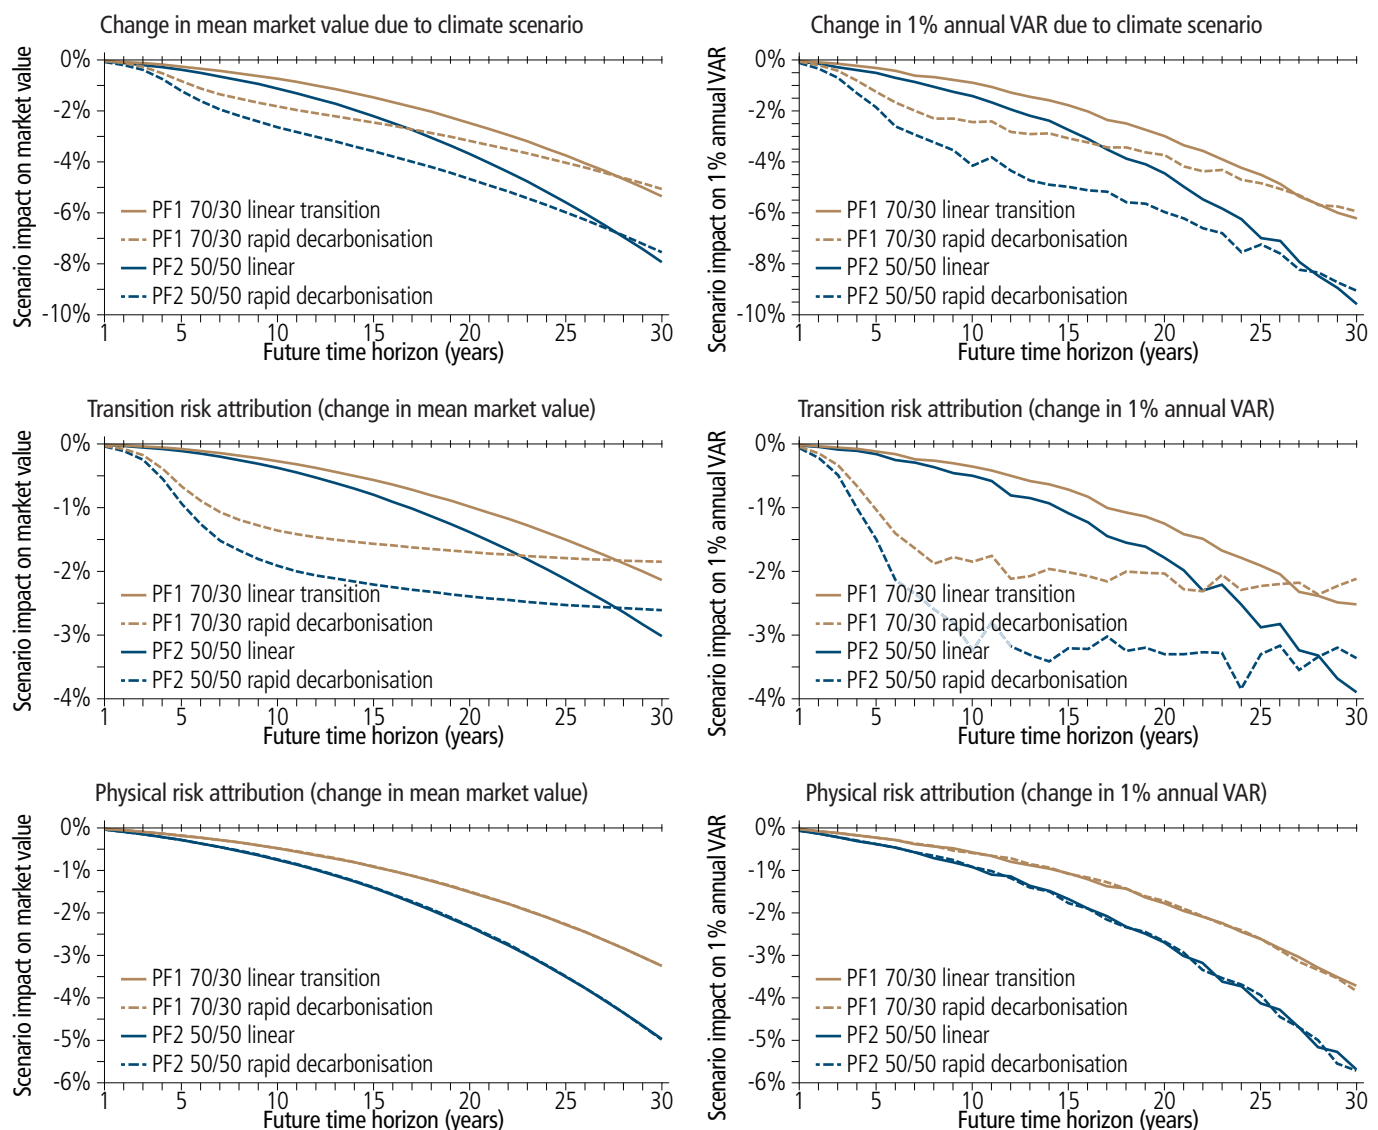 Change in mean market value due to climate scenario
Scenario impact on market value
0%
-2%
-4%
-6%
-8%
-10%
PF1 70/30 linear transition
PF1 70/30 rapid decarbonisation
PF2 50/50 linear
PF2 50/50 rapid decarbonisation
1 5 10 15 20 25 30
Future time horizon (years)
Change in 1% annual VAR due to climate scenario
Scenario impact on 1% annual VAR
0%
-2%
-4%
-6%
-8%
-10%
PF1 70/30 linear transition
PF1 70/30 rapid decarbonisation
PF2 50/50 linear
PF2 50/50 rapid decarbonisation
1 5 10 15 20 25 30
Future time horizon (years)
Transition risk attribution (change in mean market value)
Scenario impact on market value
0%
-1%
-2%
-3%
-4%
PF1 70/30 linear transition
PF1 70/30 rapid decarbonisation
PF2 50/50 linear
PF2 50/50 rapid decarbonisation
1 5 10 15 20 25 30
Future time horizon (years)
Transition risk attribution (change in 1% annual VAR)
Scenario impact on 1% annual VAR
0%
-1%
-2%
-3%
-4%
PF1 70/30 linear transition
PF1 70/30 rapid decarbonisation
PF2 50/50 linear
PF2 50/50 rapid decarbonisation
1 5 10 15 20 25 30
Future time horizon (years)
Physical risk attribution (change in mean market value)
Scenario impact on market value
0%
-1%
-2%
-3%
-4%
-5%
-6%
PF1 70/30 linear transition
PF1 70/30 rapid decarbonisation
PF2 50/50 linear
PF2 50/50 rapid decarbonisation
1 5 10 15 20 25 30
Future time horizon (years)
Physical risk attribution (change in 1% annual VAR)
Scenario impact on 1% annual VAR
0%
-1%
-2%
-3%
-4%
-5%
-6%
PF1 70/30 linear transition
PF1 70/30 rapid decarbonisation
PF2 50/50 linear
PF2 50/50 rapid decarbonisation
1 5 10 15 20 25 30
Future time horizon (years)